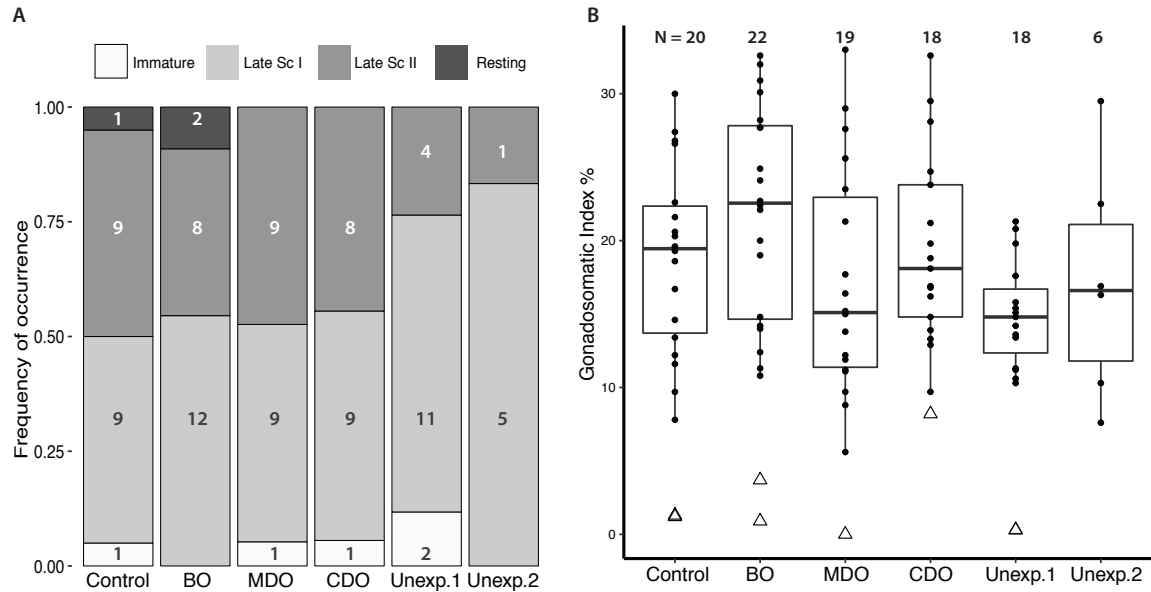 A
Immature Late Sc I Late Sc II Resting
Frequency of occurrence
1.00
0.75
0.50
0.25
0.00
1 2
9 8 9 8 4 1
9 12 9 9 11 5
1 1 1 2
Control BO MDO CDO Unexp.1 Unexp.2
B
N = 20 22 19 18 18 6
Gonadosomatic Index %
30
20
10
0
Control BO MDO CDO Unexp.1 Unexp.2